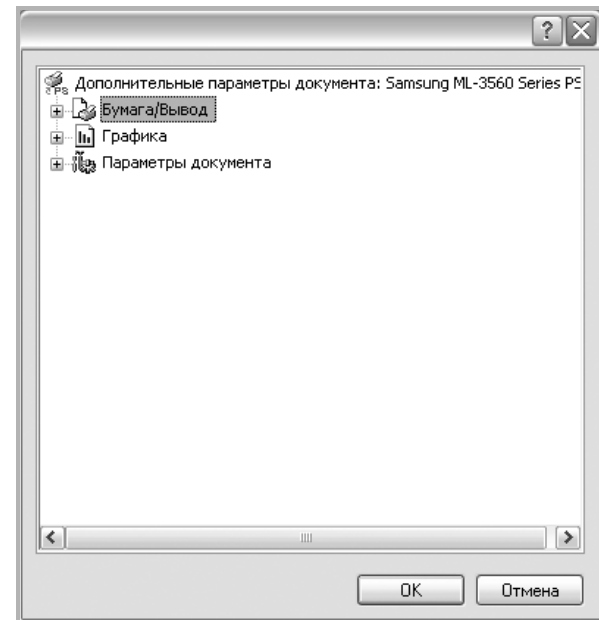 ?
Дополнительные параметры документа: Samsung ML-3560 Series PS
Бумага/Вывод
Графика
Параметры документа
OK
Отмена